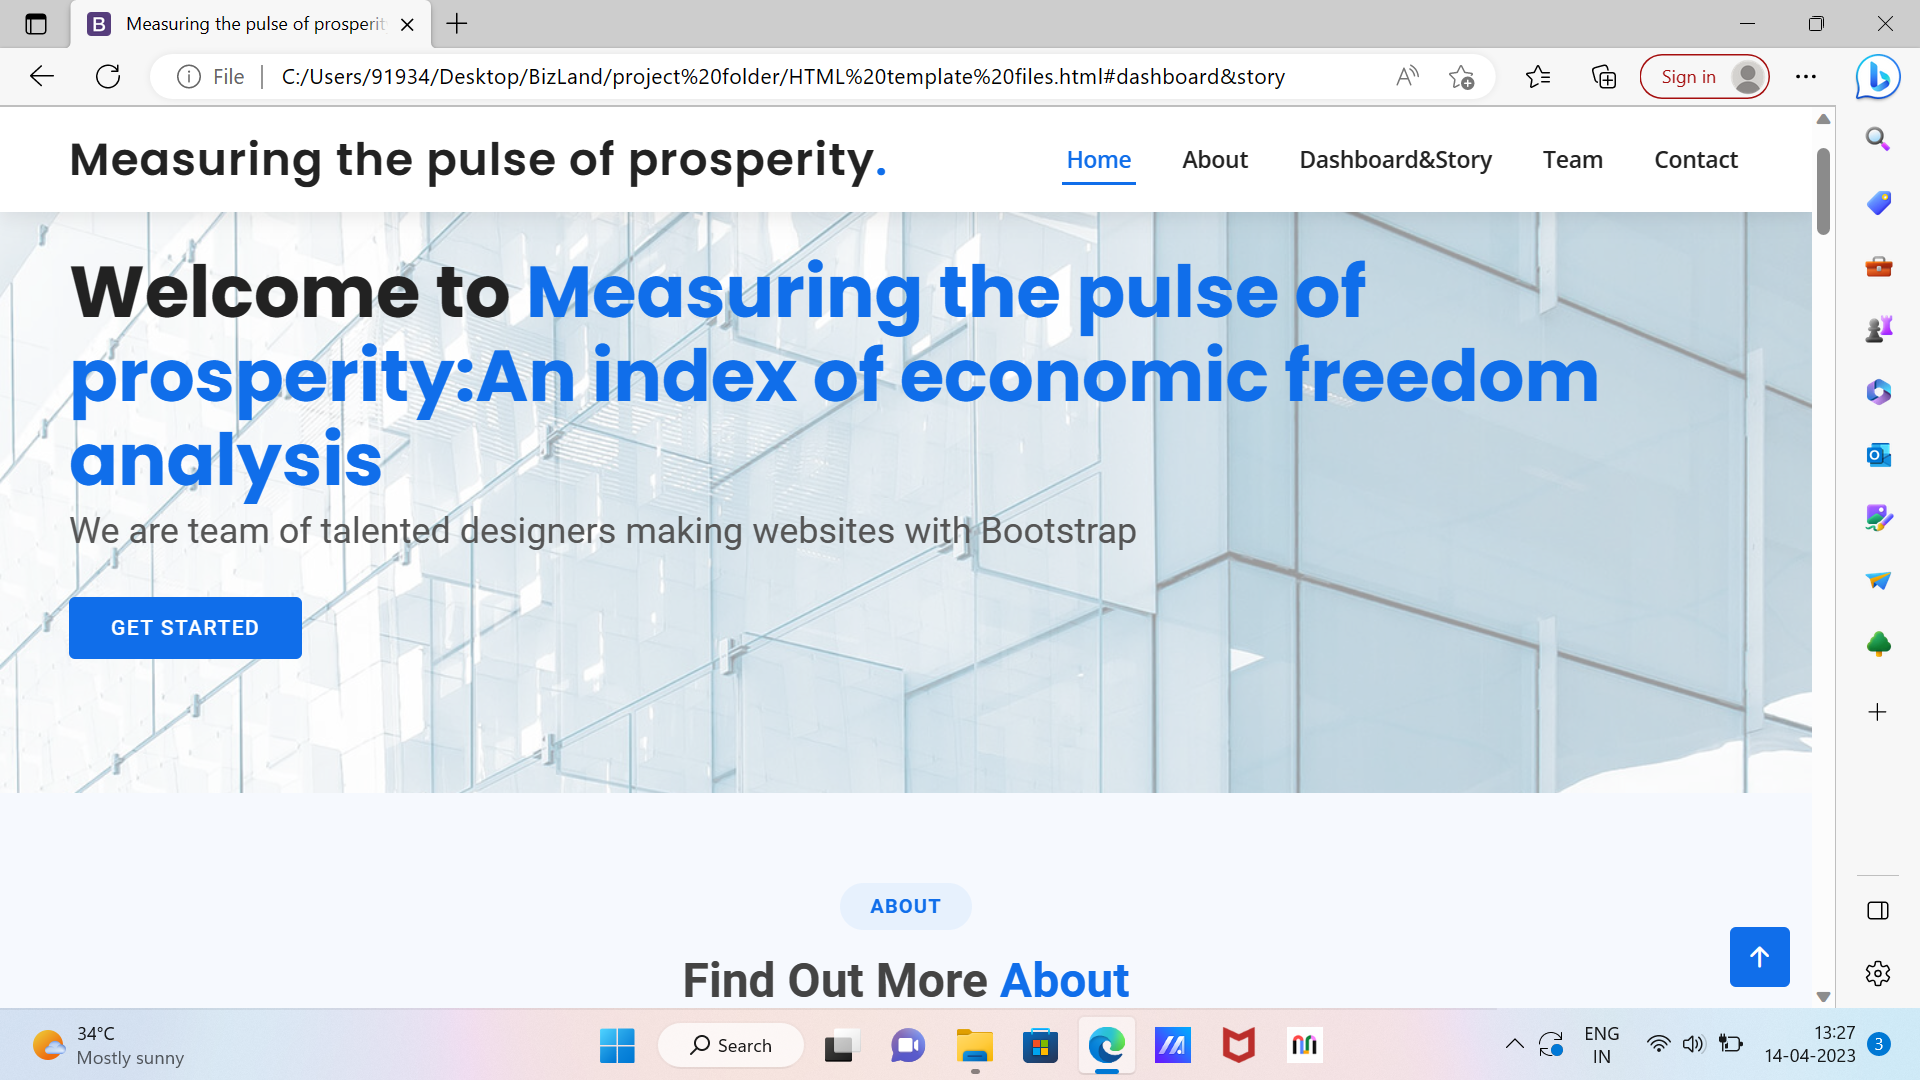 Measuring the pulse of prosperit
File
C:/Users/91934/Desktop/BizLand/project%20folder/HTML%20template%20files.html#dashboard&story
Sign in
Measuring the pulse of prosperity.
Home
About
Dashboard&Story
Team
Contact
Welcome to Measuring the pulse of
prosperity:An index of economic freedom
analysis
We are team of talented designers making websites with Bootstrap
GET STARTED
ABOUT
Find Out More About
34°C
Mostly sunny
Search
ENG
IN
13:27
14-04-2023
3